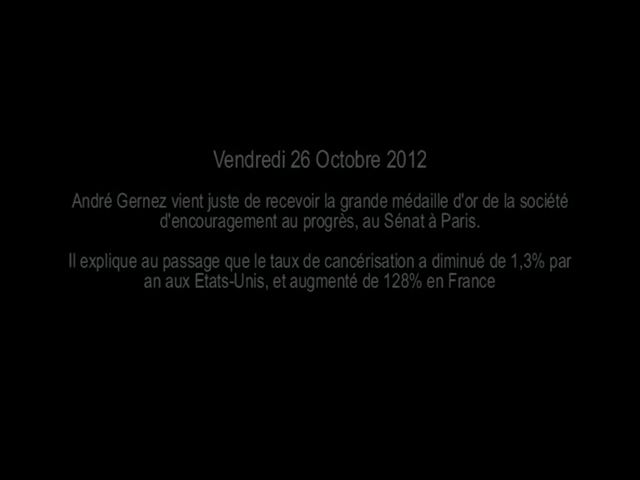 Vendredi 26 Octobre 2012
André Gernez vient juste de recevoir la grande médaille d'or de la société
d'encouragement au progrès, au Sénat à Paris.
Il explique au passage que le taux de cancérisation a diminué de 1,3% par
an aux Etats-Unis, et augmenté de 128% en France